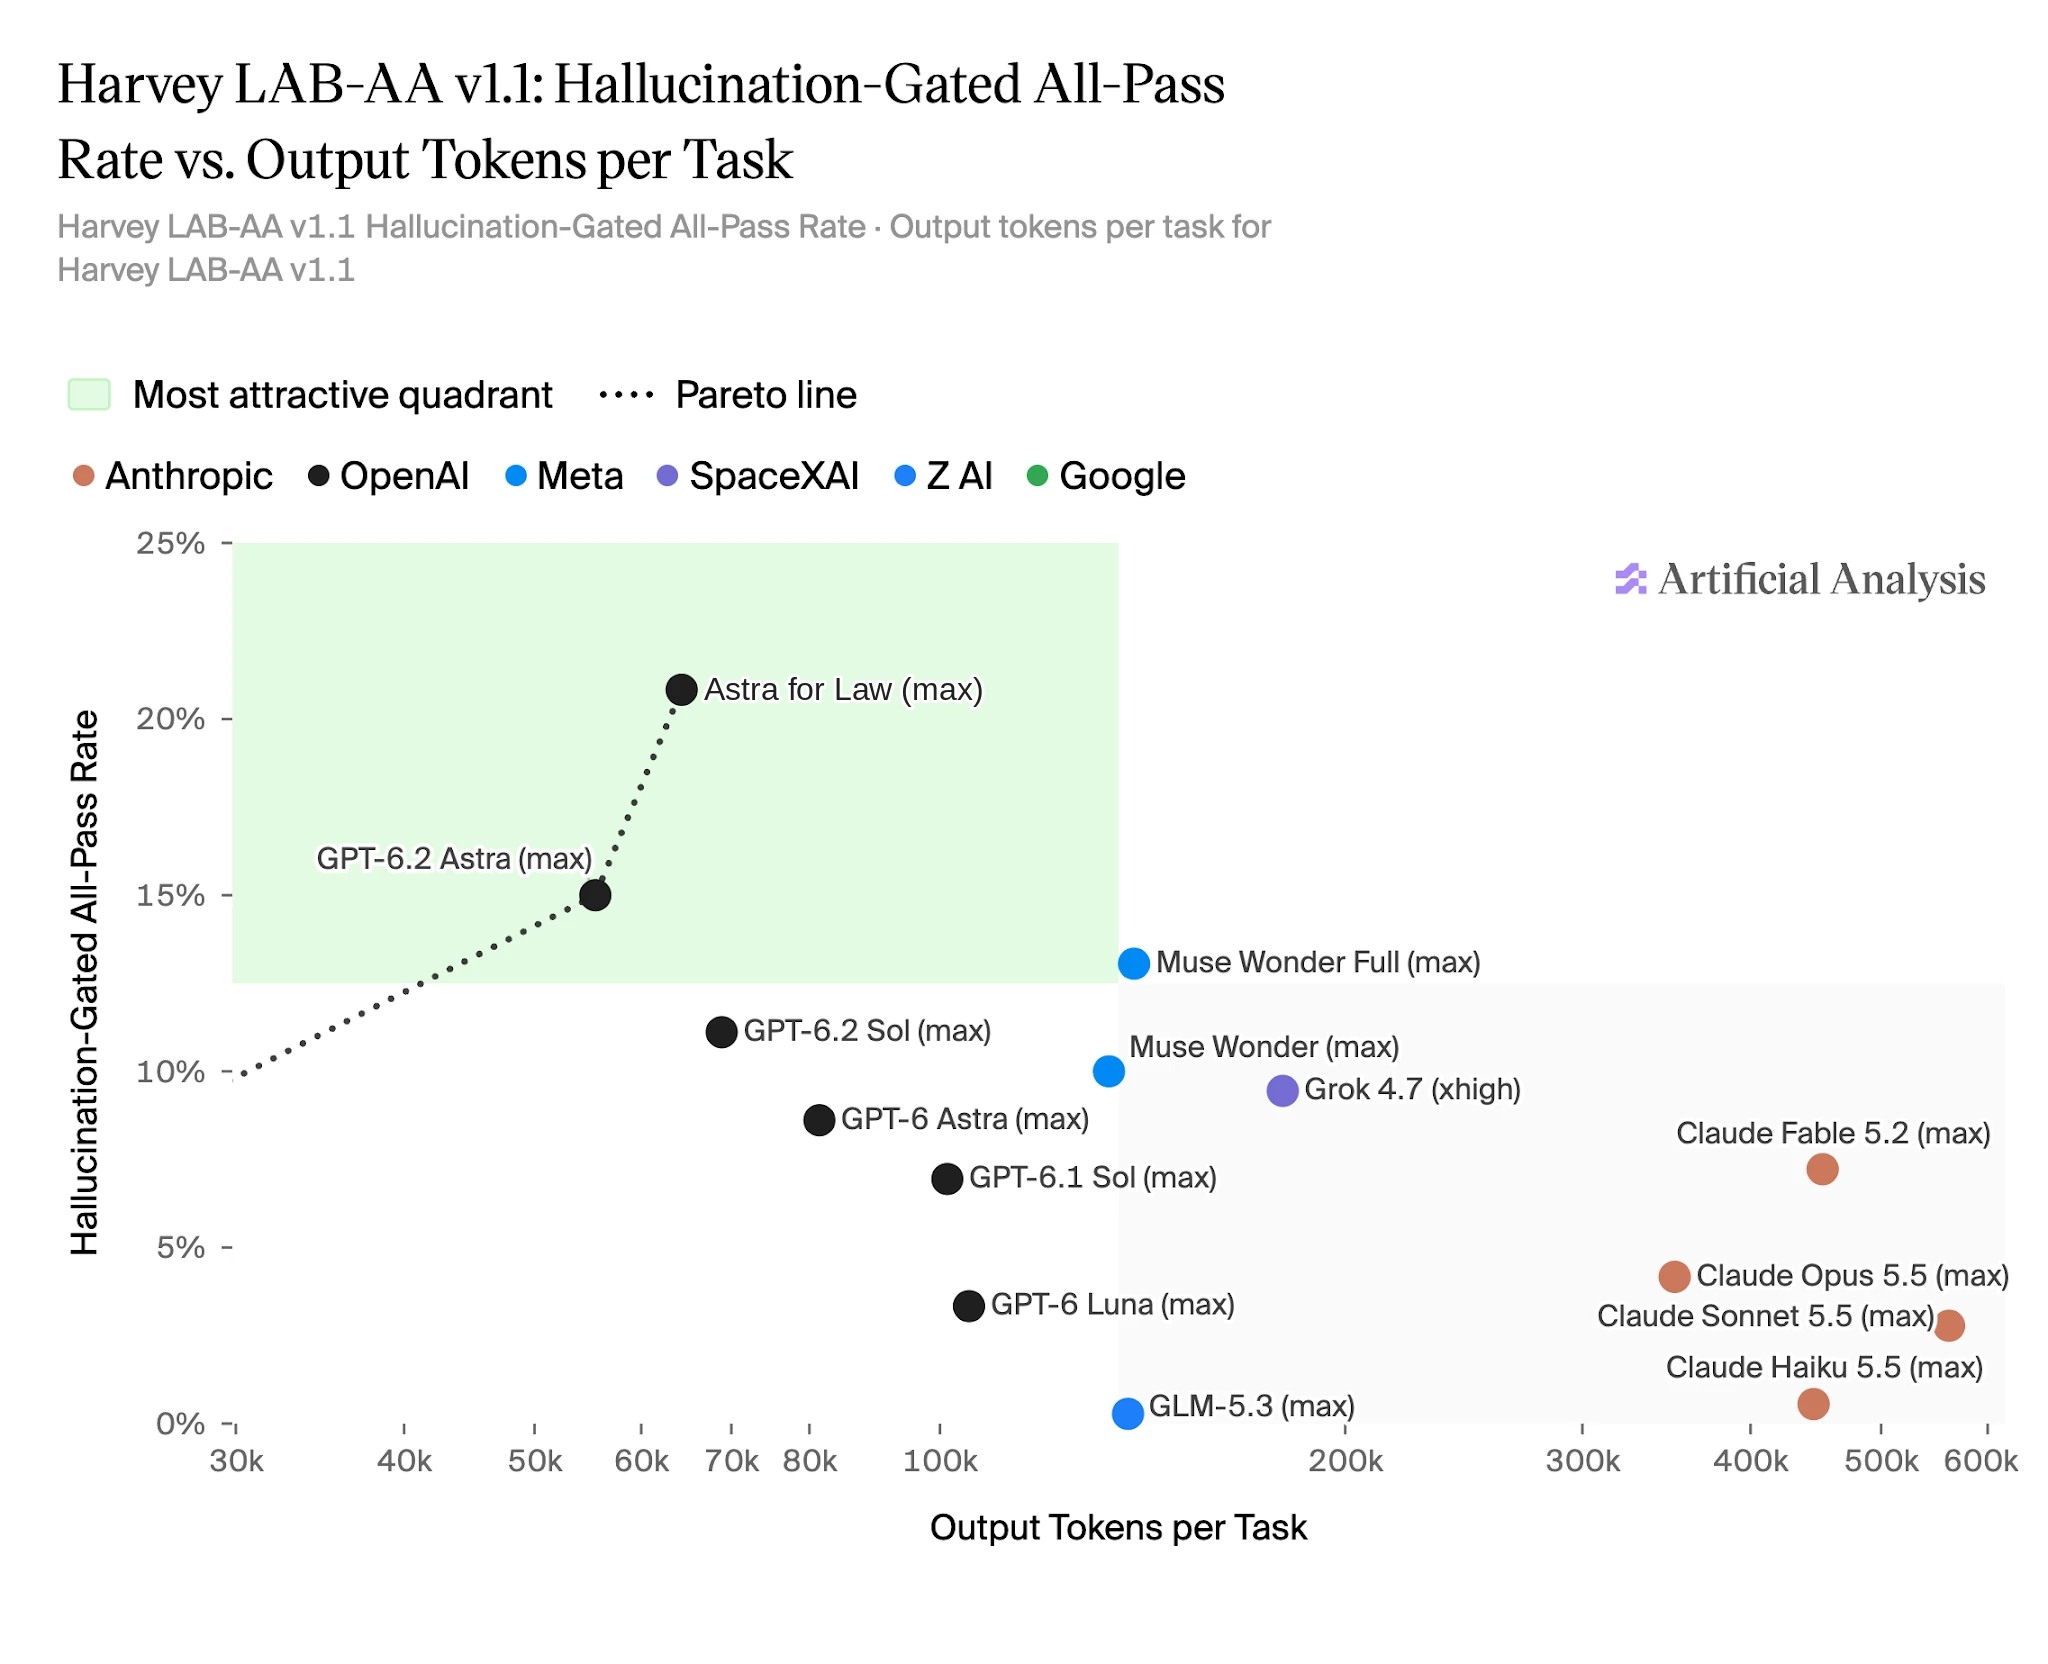 Harvey LAB-AA v1.1: Hallucination-Gated All-Pass
Rate vs. Output Tokens per Task
Harvey LAB-AA v1.1 Hallucination-Gated All-Pass Rate · Output tokens per task for
Harvey LAB-AA v1.1
Most attractive quadrant
Pareto line
Anthropic
OpenAI
Meta
SpaceXAI
Z AI
Google
Artificial Analysis
Hallucination-Gated All-Pass Rate
25%
20%
15%
10%
5%
0%
Astra for Law (max)
GPT-6.2 Astra (max)
Muse Wonder Full (max)
GPT-6.2 Sol (max)
Muse Wonder (max)
Grok 4.7 (xhigh)
GPT-6 Astra (max)
Claude Fable 5.2 (max)
GPT-6.1 Sol (max)
Claude Opus 5.5 (max)
GPT-6 Luna (max)
Claude Sonnet 5.5 (max)
Claude Haiku 5.5 (max)
GLM-5.3 (max)
30k
40k
50k
60k
70k
80k
100k
200k
300k
400k
500k
600k
Output Tokens per Task